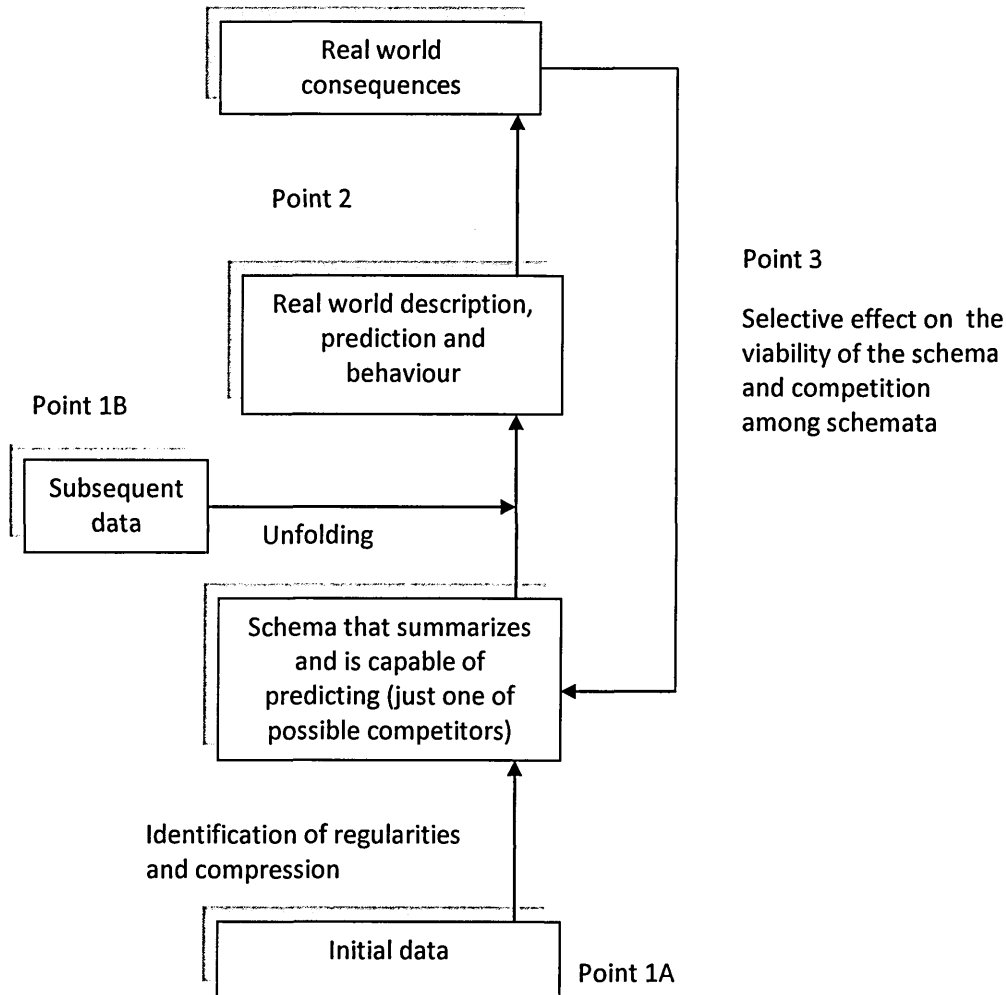 Real world
consequences
Point 2
Point 3
Selective effect on the
viability of the schema
and competition
among schemata
Real world description,
prediction and
behaviour
Point 1B
Subsequent
data
Unfolding
Schema that summarizes
and is capable of
predicting (just one of
possible competitors)
Identification of regularities
and compression
Initial data
Point 1A